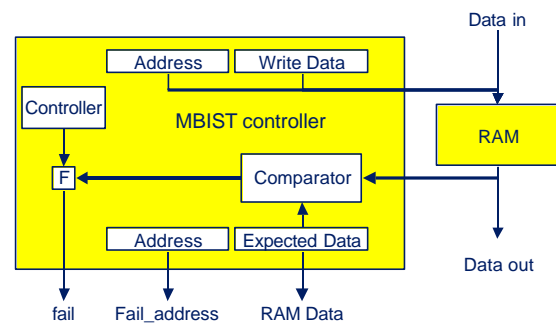 Data in
Address
Write Data
Controller
MBIST controller
RAM
F
Comparator
Address
Expected Data
Data out
fail
Fail_address
RAM Data